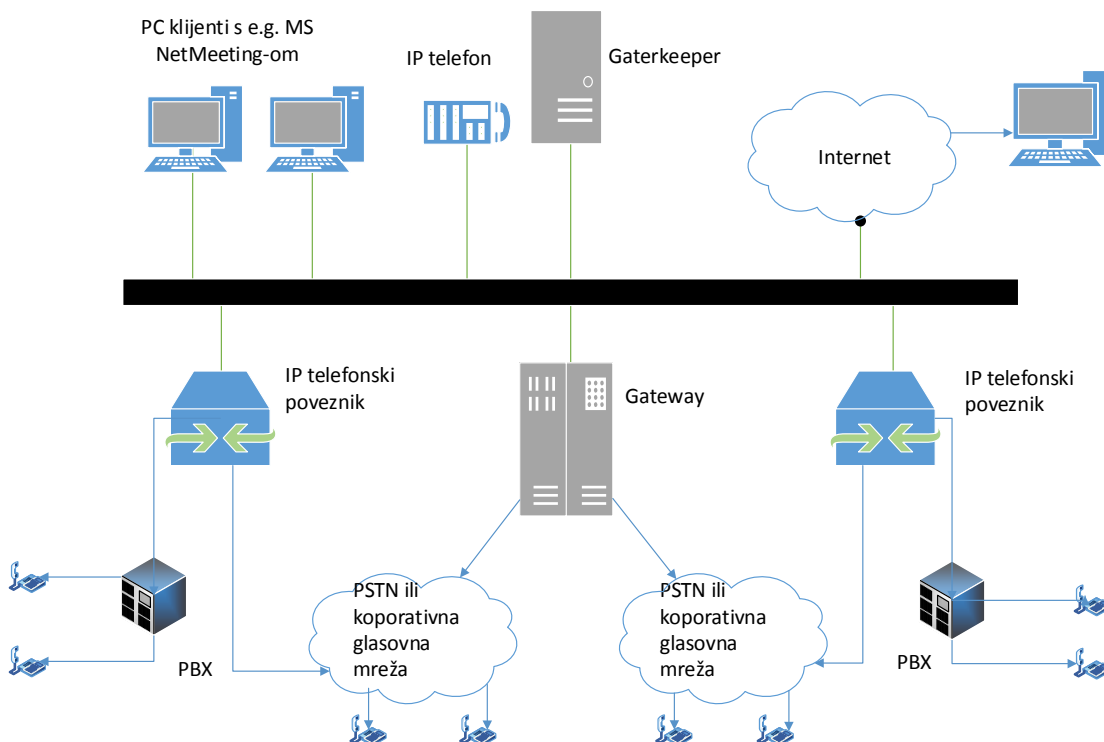 PC klijenti s e.g. MS
NetMeeting-om
IP telefon
Gaterkeeper
Internet
IP telefonski
poveznik
Gateway
IP telefonski
poveznik
PSTN ili
koporativna
glasovna
mreža
PSTN ili
koporativna
glasovna
mreža
PBX
PBX